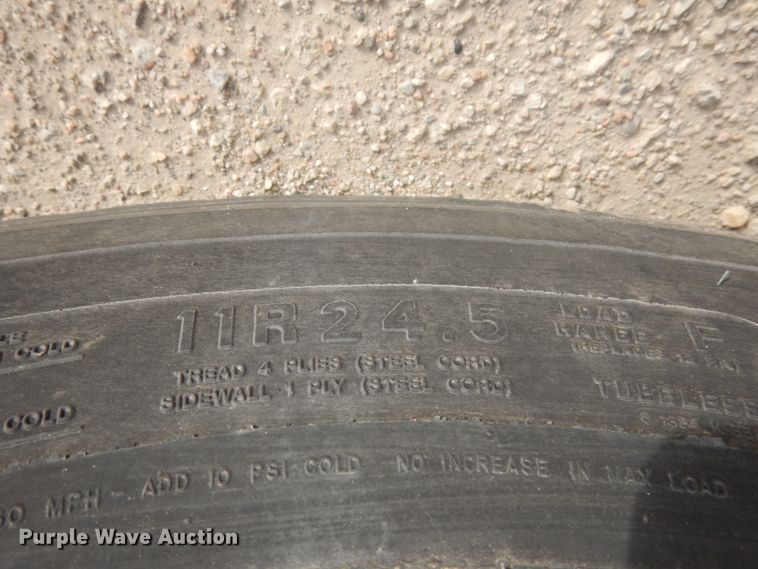 COLD
COLD
11R24.5
TREAD 4 PLIES (STEEL CORD)
SIDEWALL 1 PLY (STEEL CORD)
LOAD
RANGE F
(REPLACES
TUBELESS
MPH - ADD 10 PSI COLD NO INCREASE IN MAX LOAD
Purple Wave Auction®